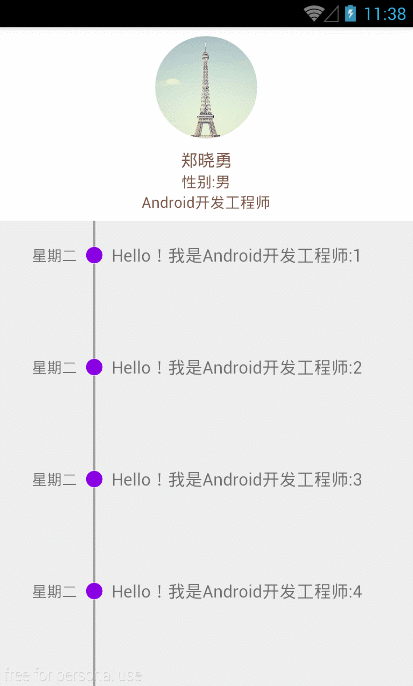 11:38
郑晓勇
性别:男
Android开发工程师
星期二 Hello！我是Android开发工程师:1
星期二 Hello！我是Android开发工程师:2
星期二 Hello！我是Android开发工程师:3
星期二 Hello！我是Android开发工程师:4
free for personal use